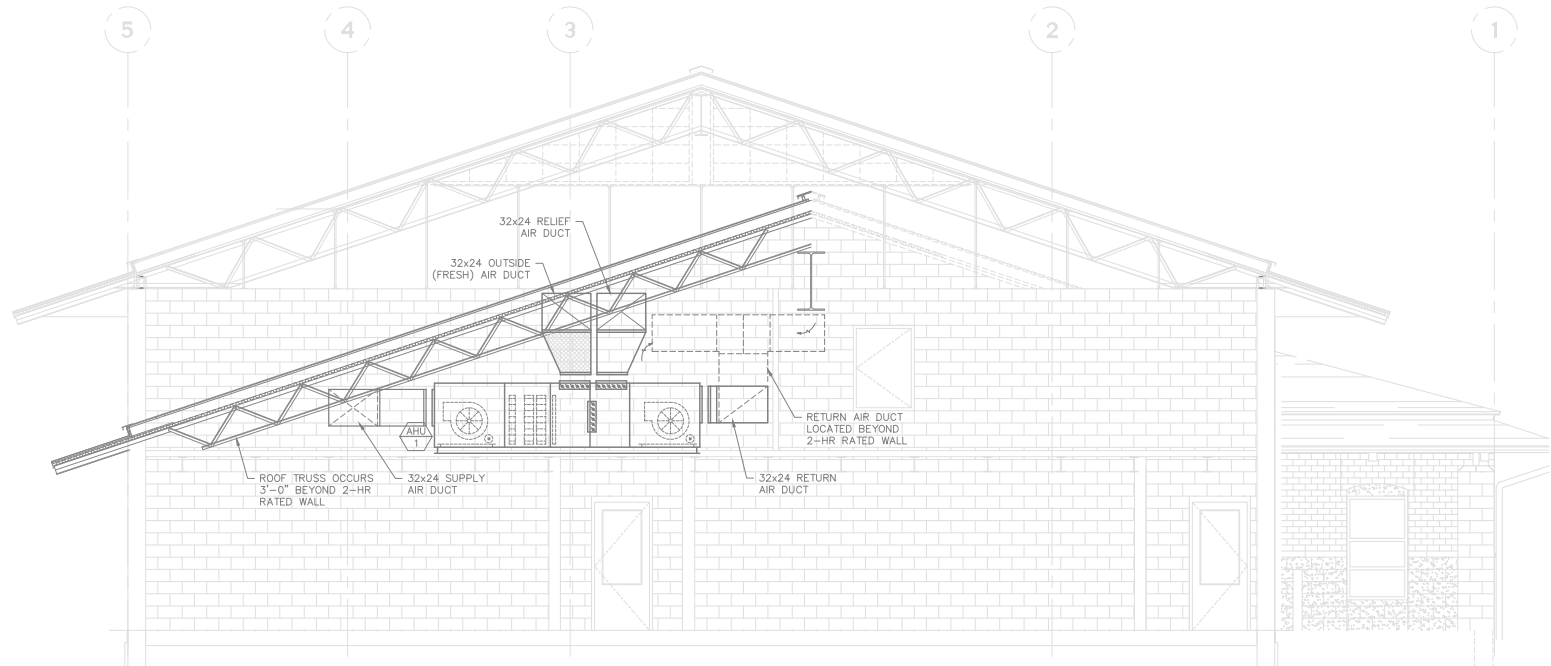 5
4
3
2
1
32x24 RELIEF
AIR DUCT
32x24 OUTSIDE
(FRESH) AIR DUCT
RETURN AIR DUCT
LOCATED BEYOND
2-HR RATED WALL
AHU
1
ROOF TRUSS OCCURS
3'-0" BEYOND 2-HR
RATED WALL
32x24 SUPPLY
AIR DUCT
32x24 RETURN
AIR DUCT